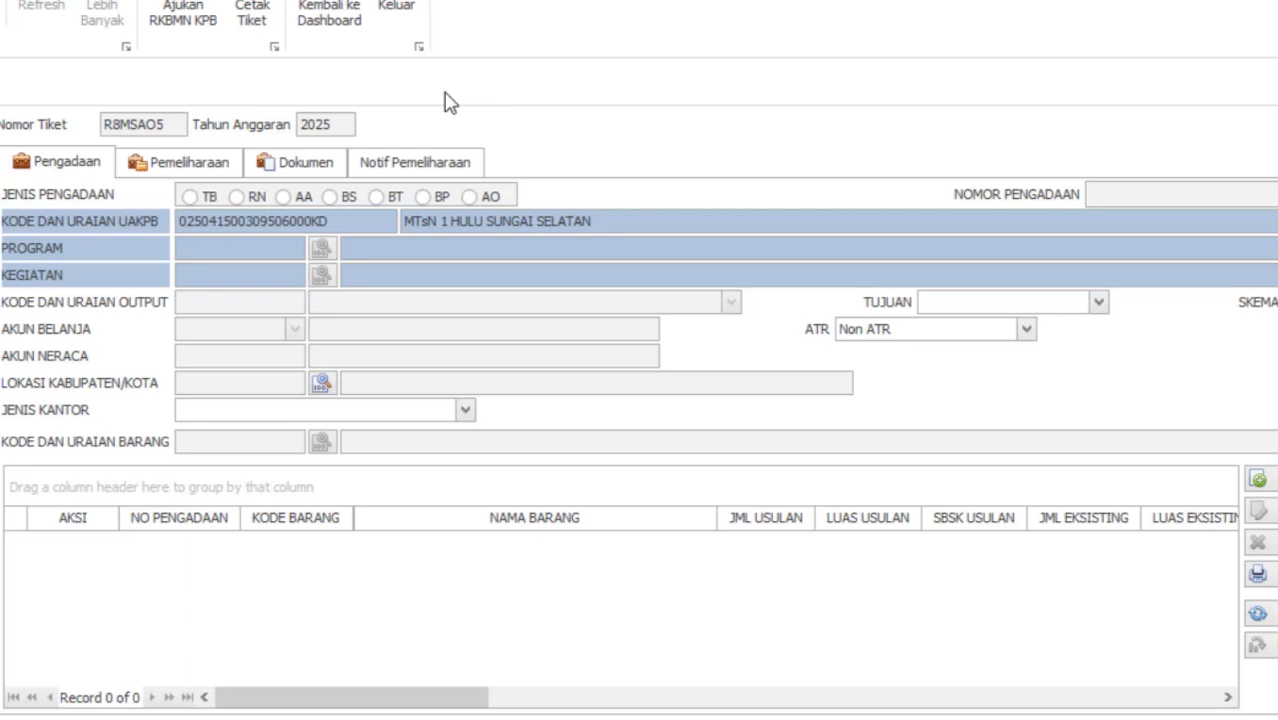 Refresh Lebih Banyak Ajukan RKBMN KPB Cetak Tiket Kembali ke Dashboard Keluar
Nomor Tiket R8MSAO5 Tahun Anggaran 2025
Pengadaan Pemeliharaan Dokumen Notif Pemeliharaan
JENIS PENGADAAN TB RN AA BS BT BP AO NOMOR PENGADAAN
KODE DAN URAIAN UAKPB 025041500309506000KD MTsN 1 HULU SUNGAI SELATAN
PROGRAM
KEGIATAN
KODE DAN URAIAN OUTPUT TUJUAN SKEMA
AKUN BELANJA ATR Non ATR
AKUN NERACA
LOKASI KABUPATEN/KOTA
JENIS KANTOR
KODE DAN URAIAN BARANG
Drag a column header here to group by that column
AKSI NO PENGADAAN KODE BARANG NAMA BARANG JML USULAN LUAS USULAN SBSK USULAN JML EKSISTING LUAS EKSISTIN
Record 0 of 0